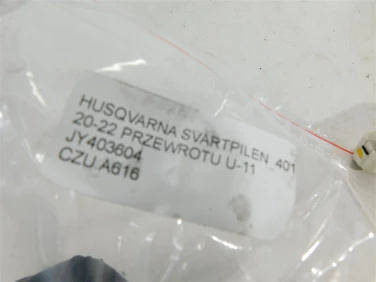 HUSQVARNA SVARTPILEN 401
20-22 PRZEWROTU U-11
JY403604
CZU A616